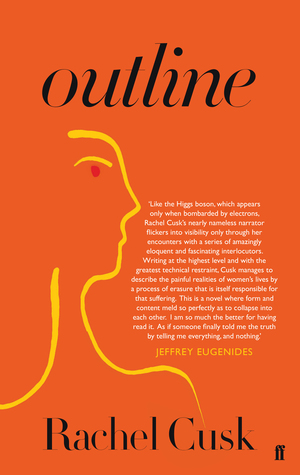 outline
‘Like the Higgs boson, which appears
only when bombarded by electrons,
Rachel Cusk’s nearly nameless narrator
flickers into visibility only through her
encounters with a series of amazingly
eloquent and fascinating interlocutors.
Writing at the highest level and with the
greatest technical restraint, Cusk manages to
describe the painful realities of women’s lives by
a process of erasure that is itself responsible for
that suffering. This is a novel where form and
content meld so perfectly as to collapse into
each other. I am so much the better for having
read it. As if someone finally told me the truth
by telling me everything, and nothing.’
JEFFREY EUGENIDES
Rachel Cusk
ff